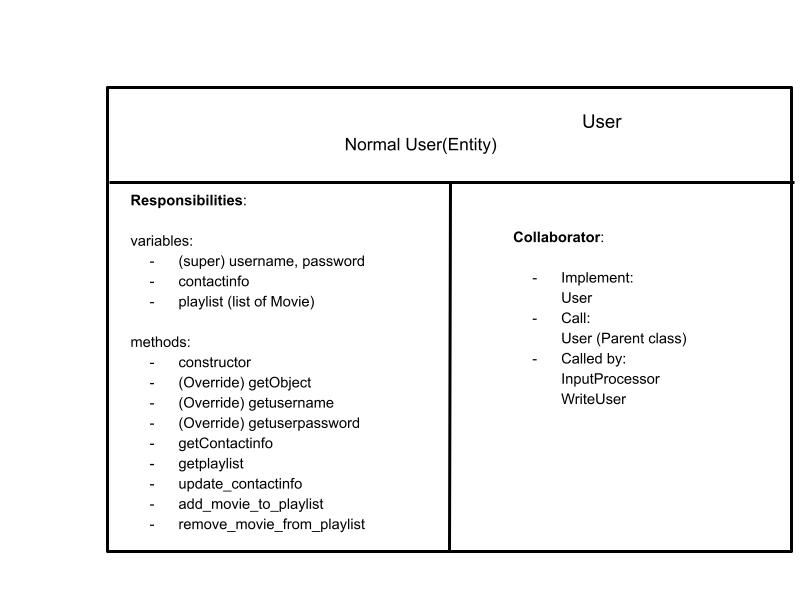 User
Normal User(Entity)
Responsibilities:
variables:
- (super) username, password
- contactinfo
- playlist (list of Movie)
methods:
- constructor
- (Override) getObject
- (Override) getusername
- (Override) getuserpassword
- getContactinfo
- getplaylist
- update_contactinfo
- add_movie_to_playlist
- remove_movie_from_playlist
Collaborator:
- Implement:
User
- Call:
User (Parent class)
- Called by:
InputProcessor
WriteUser